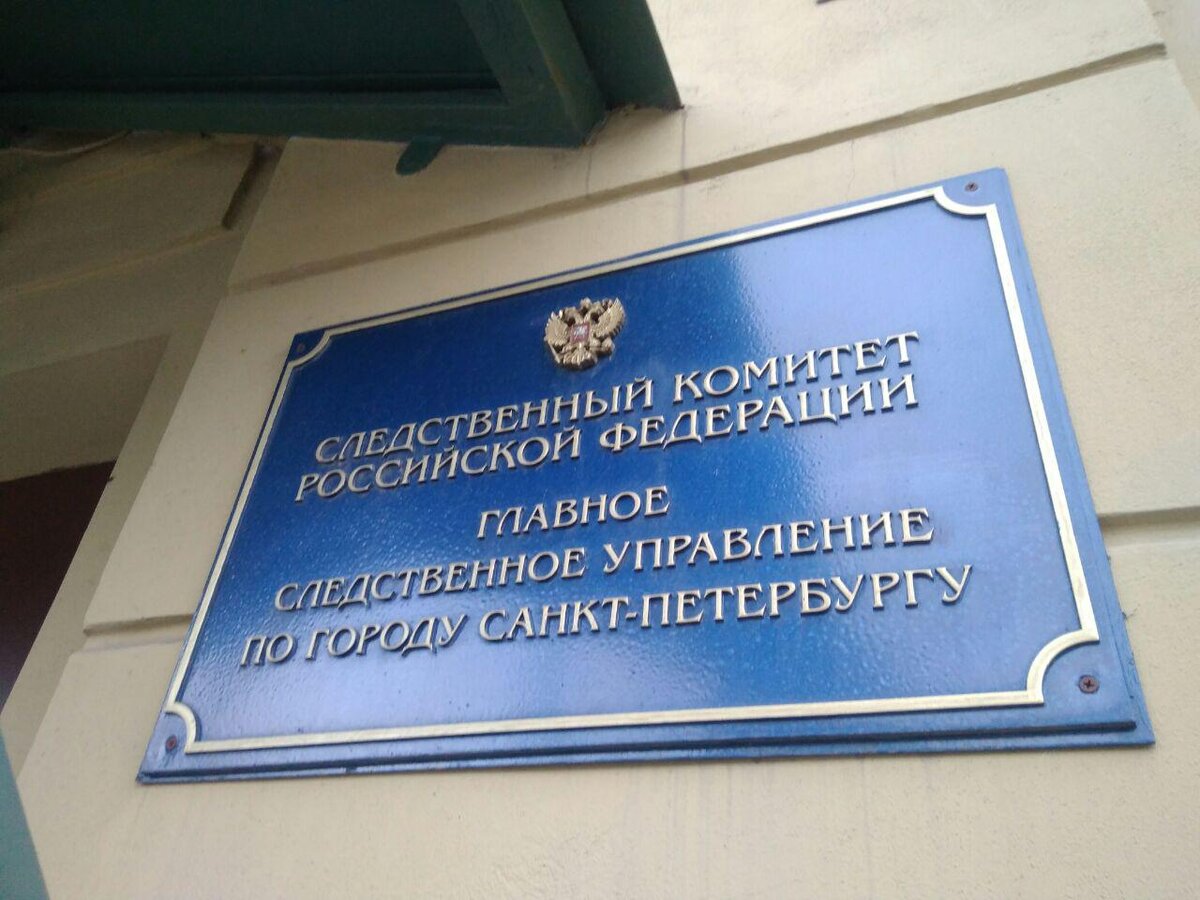 СЛЕДСТВЕННЫЙ КОМИТЕТ
РОССИЙСКОЙ ФЕДЕРАЦИИ
ГЛАВНОЕ
СЛЕДСТВЕННОЕ УПРАВЛЕНИЕ
ПО ГОРОДУ САНКТ-ПЕТЕРБУРГУ